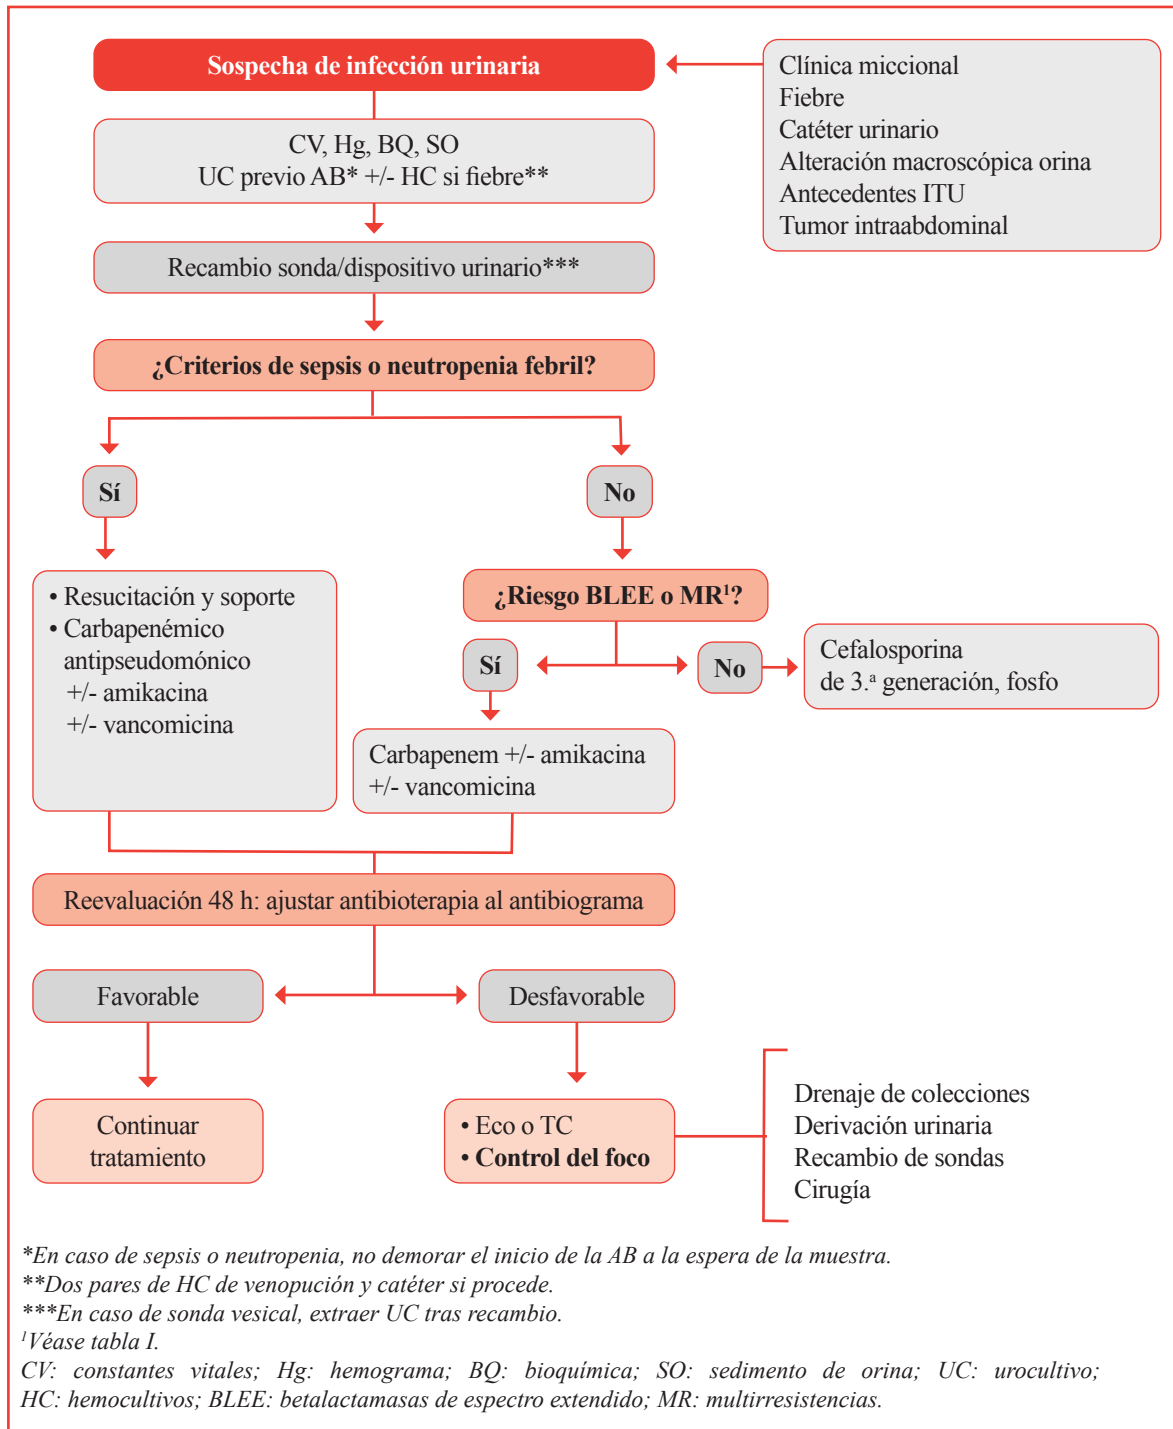 Sospecha de infección urinaria
Clínica miccional
Fiebre
Catéter urinario
Alteración macroscópica orina
Antecedentes ITU
Tumor intraabdominal
CV, Hg, BQ, SO
UC previo AB* +/- HC si fiebre**
Recambio sonda/dispositivo urinario***
¿Criterios de sepsis o neutropenia febril?
Sí
No
• Resucitación y soporte
• Carbapenémico
antipseudomónico
+/- amikacina
+/- vancomicina
¿Riesgo BLEE o MR¹?
Sí
No
Cefalosporina
de 3.ª generación, fosfo
Carbapenem +/- amikacina
+/- vancomicina
Reevaluación 48 h: ajustar antibioterapia al antibiograma
Favorable
Desfavorable
Continuar
tratamiento
• Eco o TC
• Control del foco
Drenaje de colecciones
Derivación urinaria
Recambio de sondas
Cirugía
*En caso de sepsis o neutropenia, no demorar el inicio de la AB a la espera de la muestra.
**Dos pares de HC de venopución y catéter si procede.
***En caso de sonda vesical, extraer UC tras recambio.
¹Véase tabla I.
CV: constantes vitales; Hg: hemograma; BQ: bioquímica; SO: sedimento de orina; UC: urocultivo;
HC: hemocultivos; BLEE: betalactamasas de espectro extendido; MR: multirresistencias.